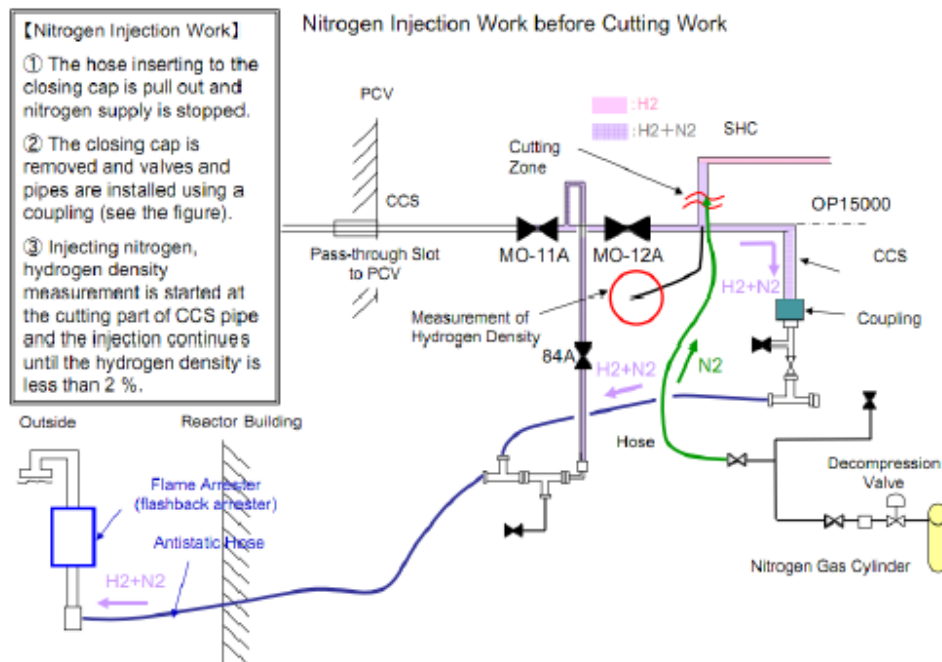 Nitrogen Injection Work before Cutting Work
【Nitrogen Injection Work】
① The hose inserting to the
closing cap is pull out and
nitrogen supply is stopped.
② The closing cap is
removed and valves and
pipes are installed using a
coupling (see the figure).
③ Injecting nitrogen,
hydrogen density
measurement is started at
the cutting part of CCS pipe
and the injection continues
until the hydrogen density is
less than 2 %.
PCV
:H2
:H2+N2
SHC
Cutting
Zone
CCS
OP15000
Pass-through Slot
to PCV
MO-11A
MO-12A
H2+N2
CCS
Measurement of
Hydrogen Density
Coupling
84A
H2+N2
N2
Outside
Reactor Building
Hose
Flame Arrester
(flashback arrester)
Decompression
Valve
Antistatic Hose
H2+N2
Nitrogen Gas Cylinder